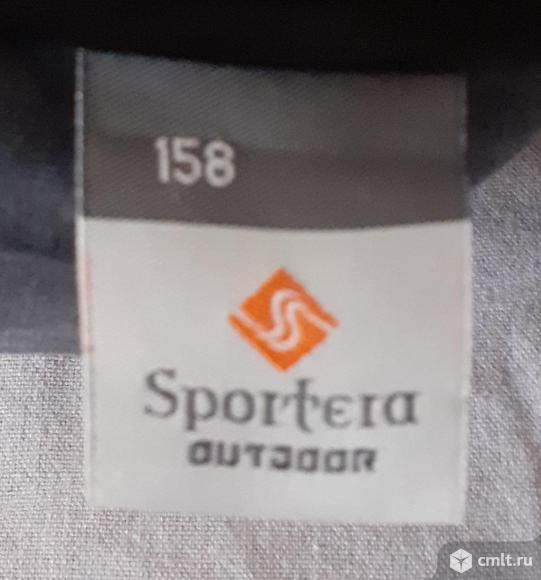 158
Sportera
OUTDOOR
cmlt.ru